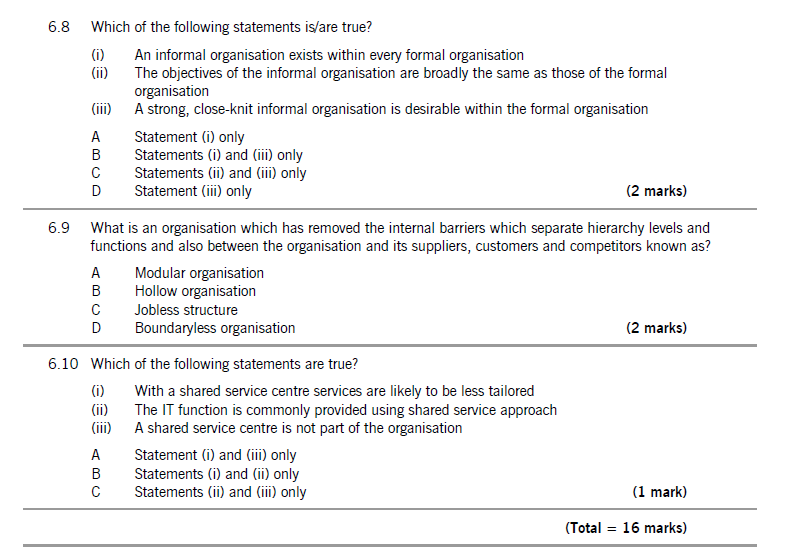 6.8 Which of the following statements is/are true?
(i) An informal organisation exists within every formal organisation
(ii) The objectives of the informal organisation are broadly the same as those of the formal
organisation
(iii) A strong, close-knit informal organisation is desirable within the formal organisation
A Statement (i) only
B Statements (i) and (iii) only
C Statements (ii) and (iii) only
D Statement (iii) only (2 marks)
6.9 What is an organisation which has removed the internal barriers which separate hierarchy levels and
functions and also between the organisation and its suppliers, customers and competitors known as?
A Modular organisation
B Hollow organisation
C Jobless structure
D Boundaryless organisation (2 marks)
6.10 Which of the following statements are true?
(i) With a shared service centre services are likely to be less tailored
(ii) The IT function is commonly provided using shared service approach
(iii) A shared service centre is not part of the organisation
A Statement (i) and (iii) only
B Statements (i) and (ii) only
C Statements (ii) and (iii) only (1 mark)
(Total = 16 marks)